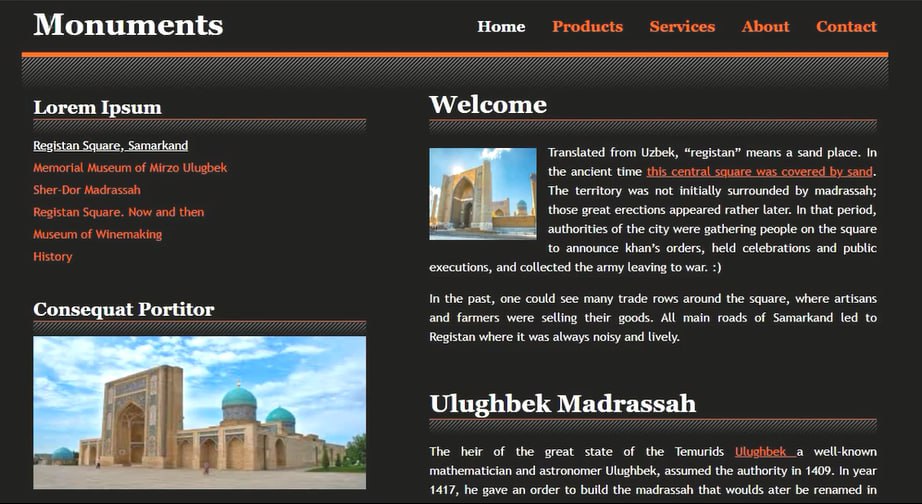 Monuments
Home Products Services About Contact
Lorem Ipsum
Registan Square, Samarkand
Memorial Museum of Mirzo Ulugbek
Sher-Dor Madrassah
Registan Square. Now and then
Museum of Winemaking
History
Consequat Portitor
Welcome
Translated from Uzbek, “registan” means a sand place. In
the ancient time this central square was covered by sand.
The territory was not initially surrounded by madrassah;
those great erections appeared rather later. In that period,
authorities of the city were gathering people on the square
to announce khan’s orders, held celebrations and public
executions, and collected the army leaving to war. :)
In the past, one could see many trade rows around the square, where artisans
and farmers were selling their goods. All main roads of Samarkand led to
Registan where it was always noisy and lively.
Ulughbek Madrassah
The heir of the great state of the Temurids Ulughbek a well-known
mathematician and astronomer Ulughbek, assumed the authority in 1409. In year
1417, he gave an order to build the madrassah that woulds ater be renamed in